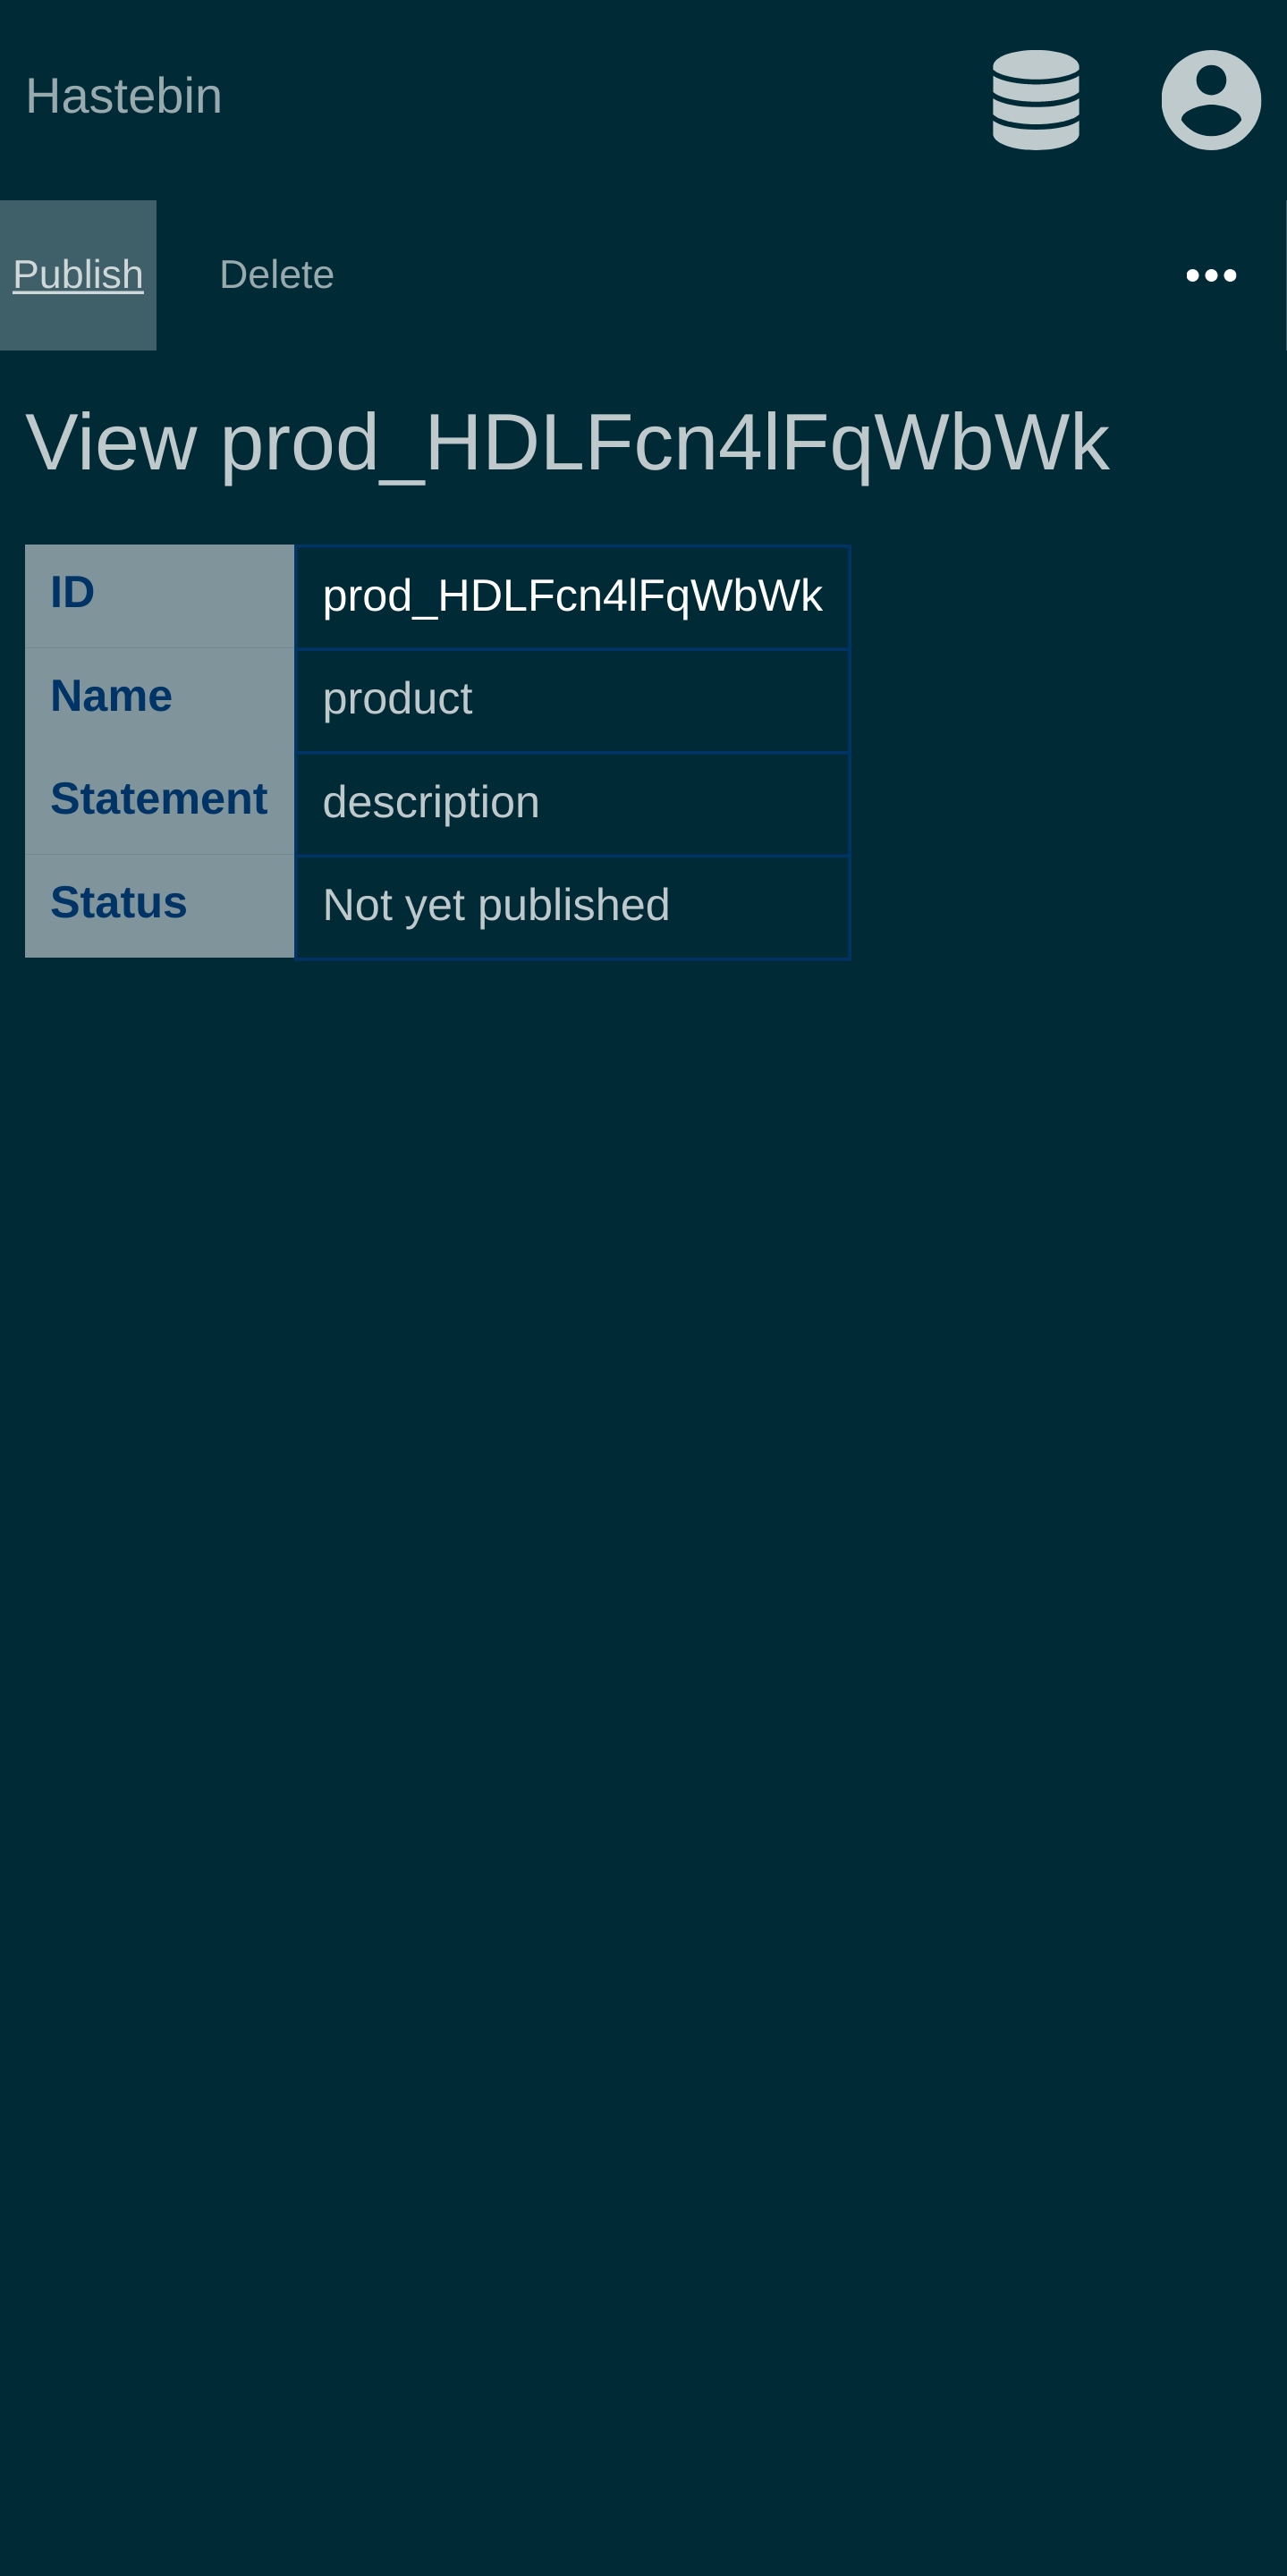 Hastebin
Publish Delete
View prod_HDLFcn4lFqWbWk
ID prod_HDLFcn4lFqWbWk
Name product
Statement description
Status Not yet published